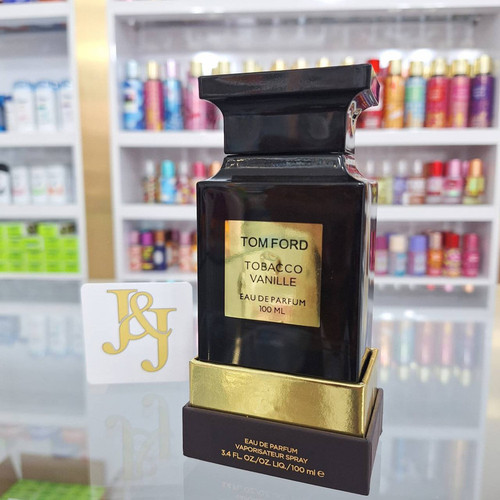 TOM FORD
TOBACCO
VANILLE
EAU DE PARFUM
100 ML
J&J
EAU DE PARFUM
VAPORISATEUR SPRAY
3.4 FL. OZ./OZ. LIQ./100 ml e